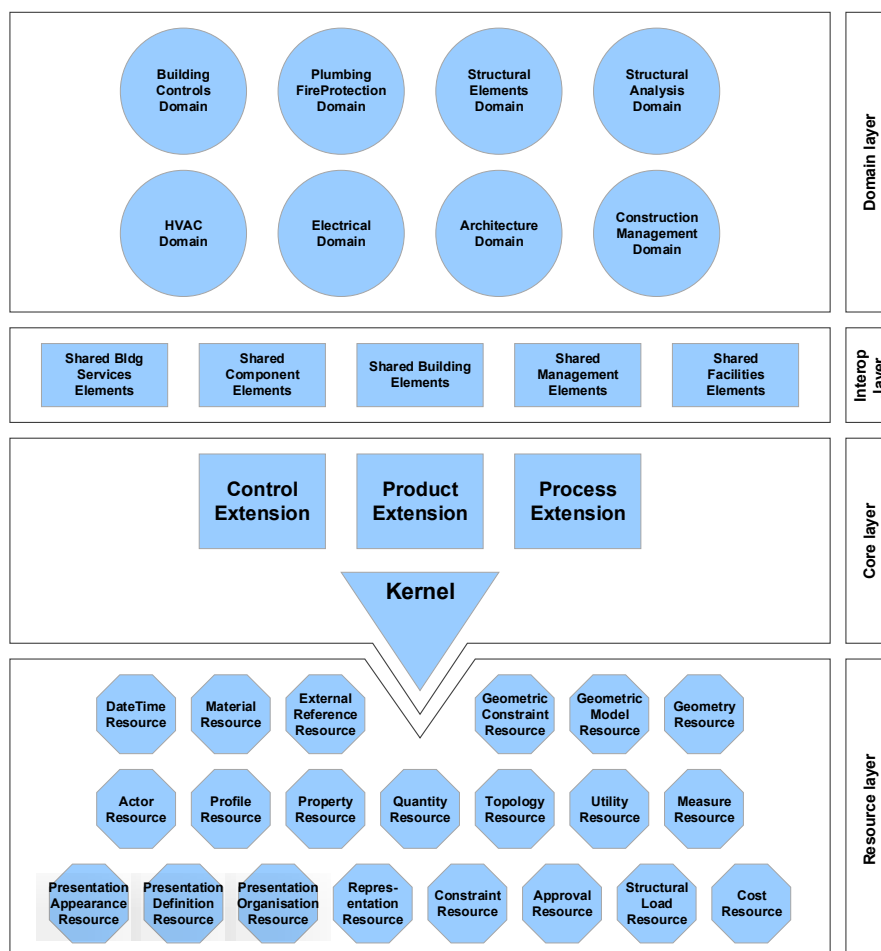 Building
Controls
Domain
Plumbing
FireProtection
Domain
Structural
Elements
Domain
Structural
Analysis
Domain
HVAC
Domain
Electrical
Domain
Architecture
Domain
Construction
Management
Domain
Domain layer
Shared Bldg
Services
Elements
Shared
Component
Elements
Shared Building
Elements
Shared
Management
Elements
Shared
Facilities
Elements
Interop
layer
Control
Extension
Product
Extension
Process
Extension
Kernel
Core layer
DateTime
Resource
Material
Resource
External
Reference
Resource
Geometric
Constraint
Resource
Geometric
Model
Resource
Geometry
Resource
Actor
Resource
Profile
Resource
Property
Resource
Quantity
Resource
Topology
Resource
Utility
Resource
Measure
Resource
Presentation
Appearance
Resource
Presentation
Definition
Resource
Presentation
Organisation
Resource
Repres-
entation
Resource
Constraint
Resource
Approval
Resource
Structural
Load
Resource
Cost
Resource
Resource layer